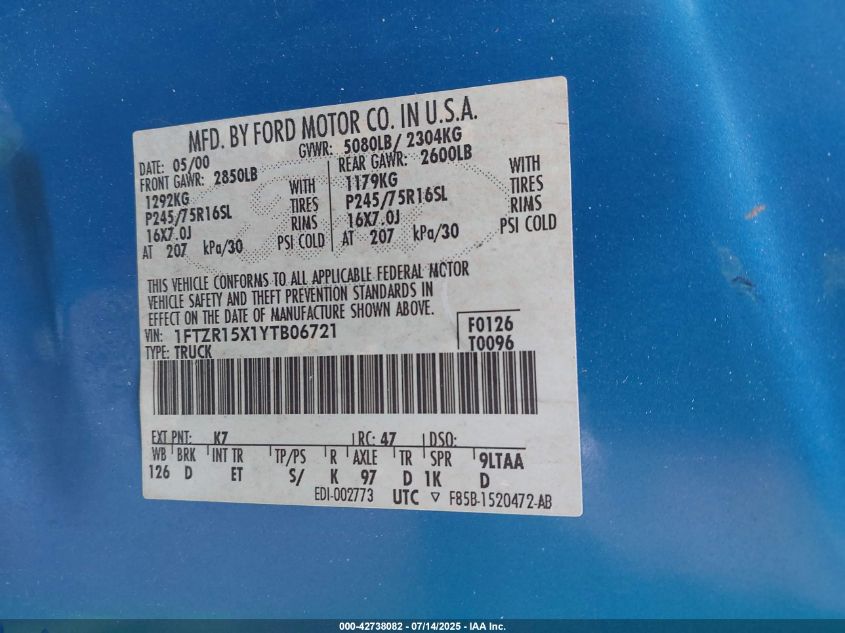 MFD. BY FORD MOTOR CO. IN U.S.A.
DATE: 05/00 GVWR: 5080LB/ 2304KG
FRONT GAWR: 2850LB REAR GAWR: 2600LB
1292KG WITH 1179KG WITH
P245/75R16SL TIRES P245/75R16SL TIRES
16X7.0J RIMS 16X7.0J RIMS
AT 207 kPa/30 PSI COLD AT 207 kPa/30 PSI COLD
THIS VEHICLE CONFORMS TO ALL APPLICABLE FEDERAL MOTOR
VEHICLE SAFETY AND THEFT PREVENTION STANDARDS IN
EFFECT ON THE DATE OF MANUFACTURE SHOWN ABOVE.
VIN: 1FTZR15X1YTB06721 F0126
TYPE: TRUCK T0096
EXT PNT: K7 RC: 47 DSO:
WB BRK INT TR TP/PS R AXLE TR SPR 9LTAA
126 D ET S/ K 97 D 1K D
EDI-002773 UTC ▽ F85B-1520472-AB
000-42738082 / 07/14/2025 - IAA Inc.